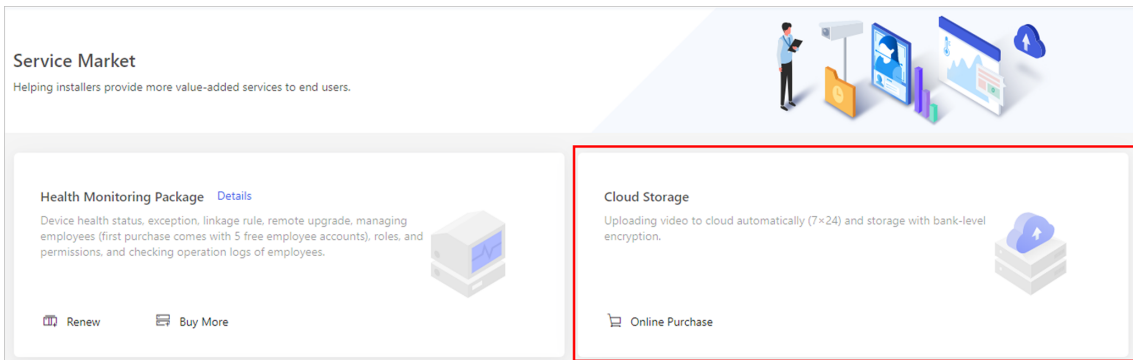 Service Market
Helping installers provide more value-added services to end users.
Health Monitoring Package Details
Device health status, exception, linkage rule, remote upgrade, managing
employees (first purchase comes with 5 free employee accounts), roles, and
permissions, and checking operation logs of employees.
Renew Buy More
Cloud Storage
Uploading video to cloud automatically (7×24) and storage with bank-level
encryption.
Online Purchase